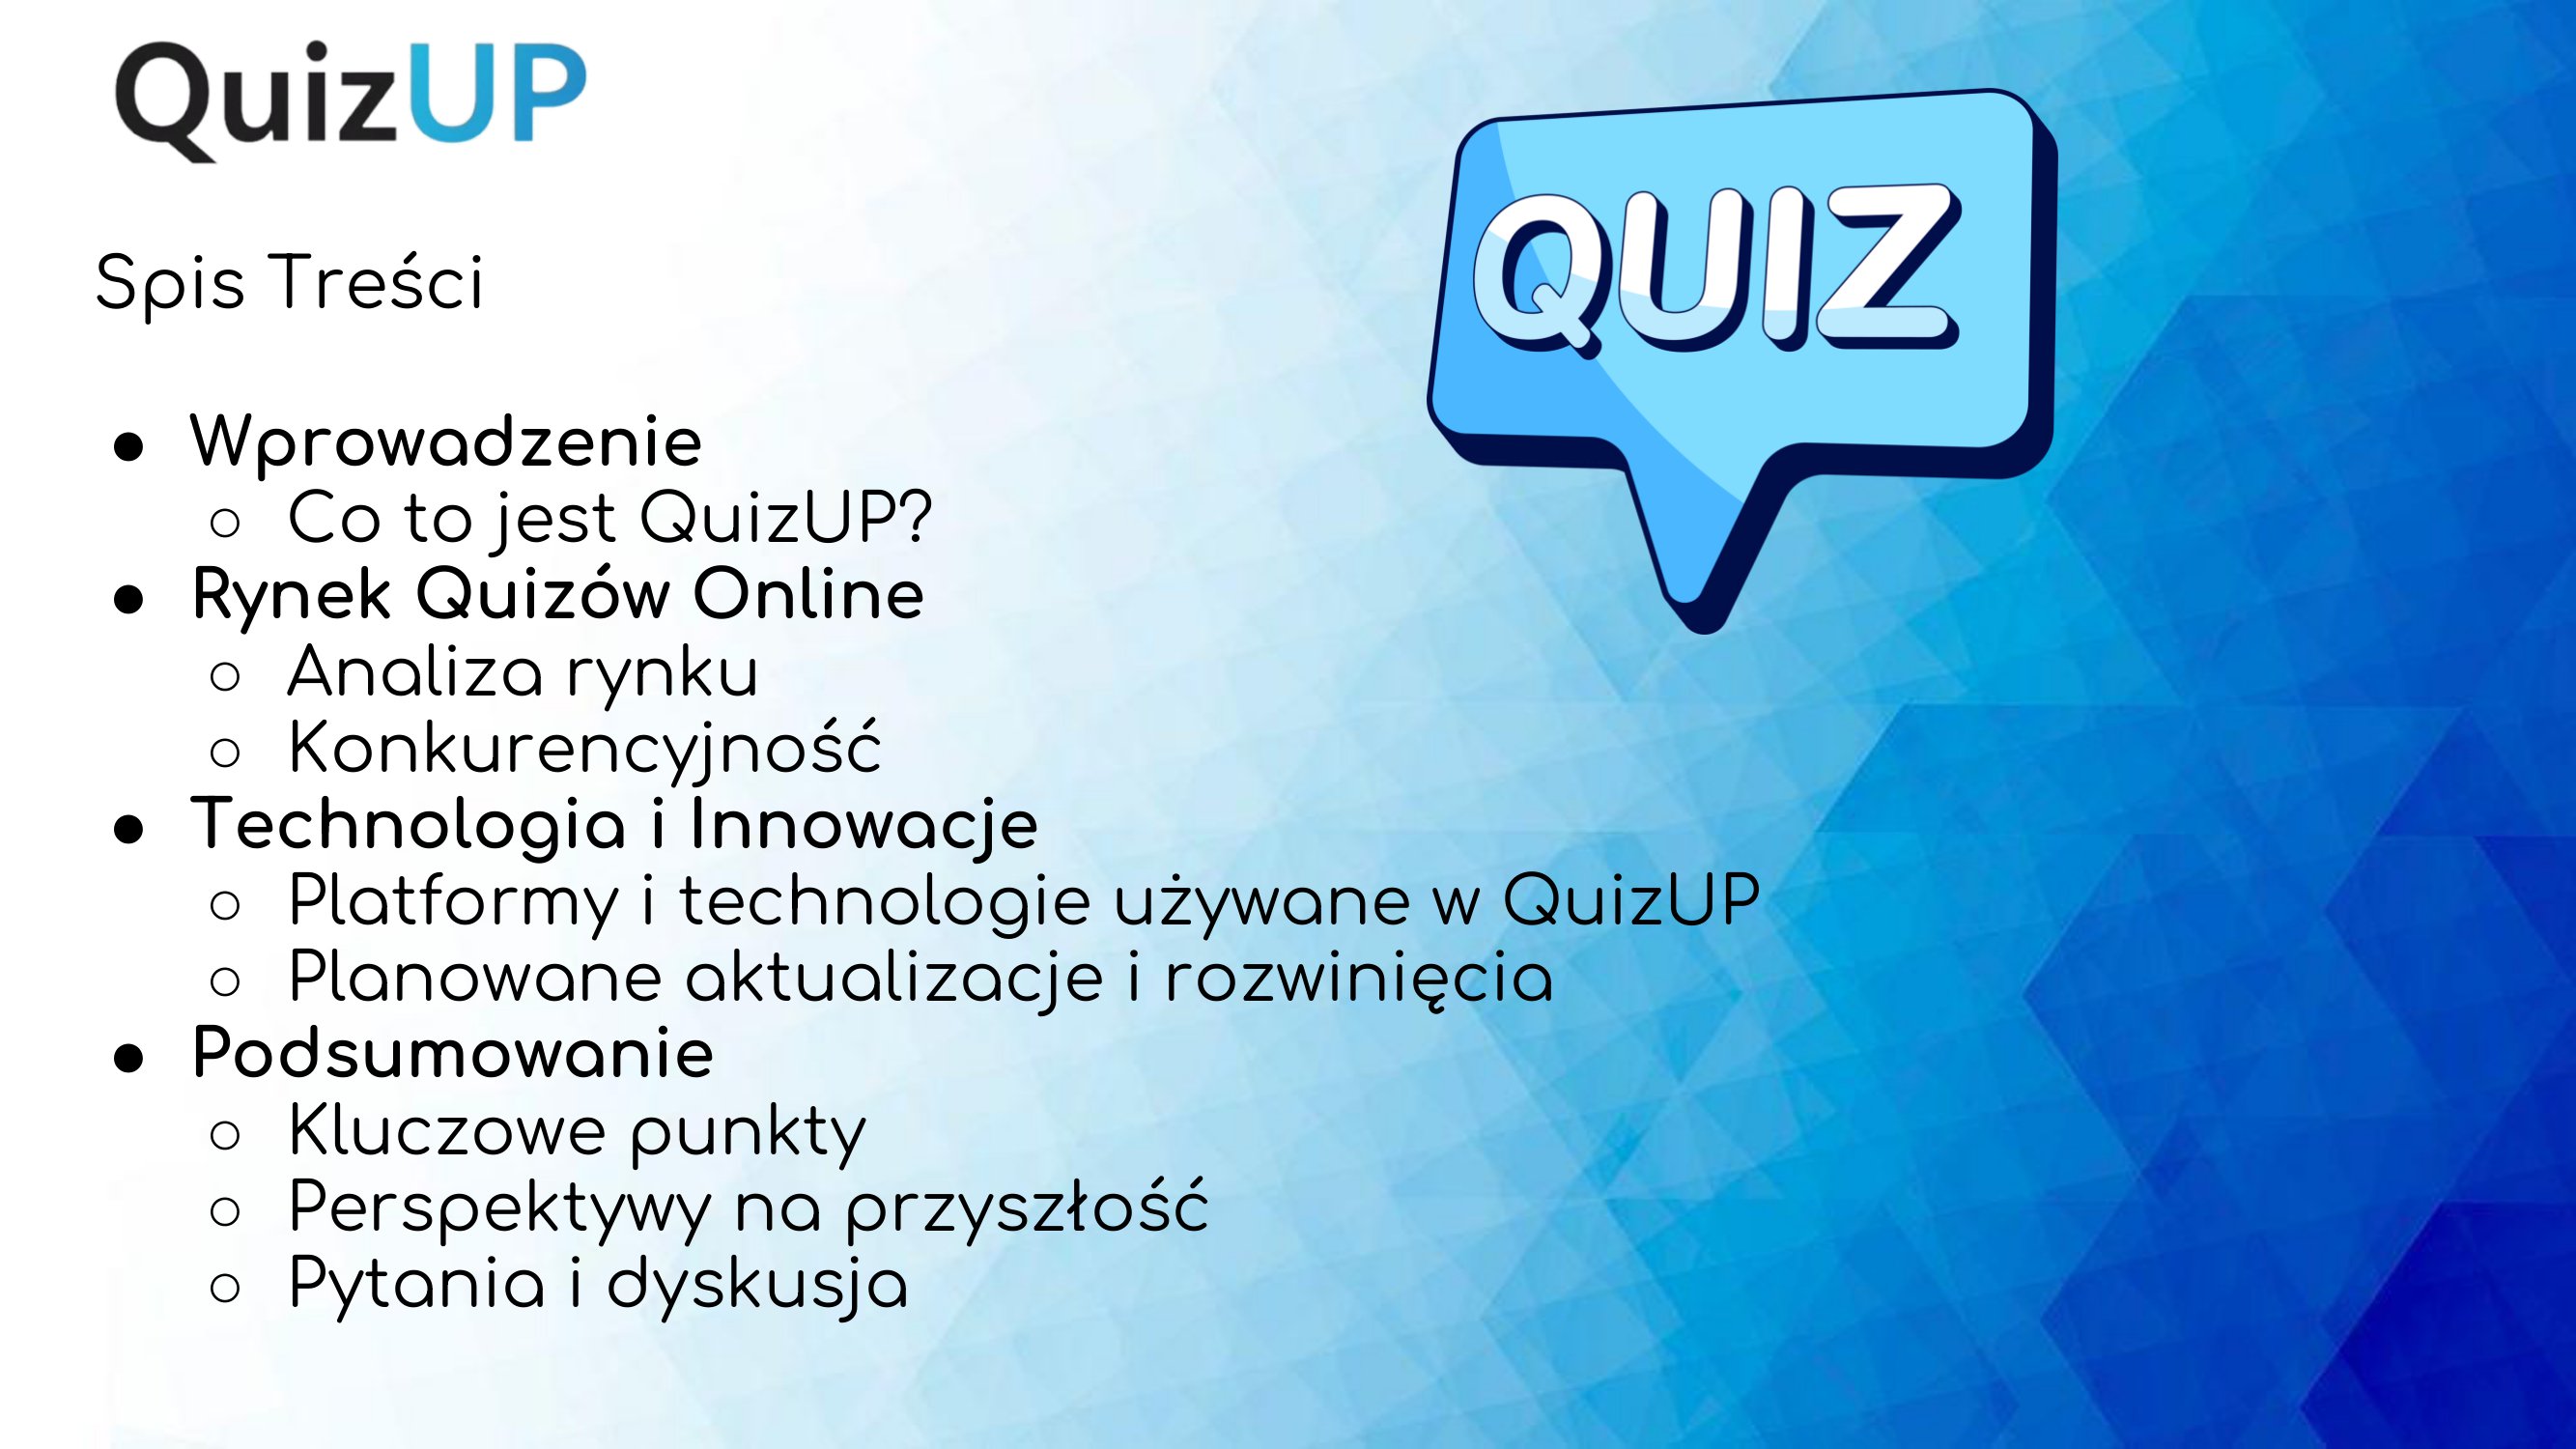 QuizUP
QUIZ
Spis Treści
● Wprowadzenie
○ Co to jest QuizUP?
● Rynek Quizów Online
○ Analiza rynku
○ Konkurencyjność
● Technologia i Innowacje
○ Platformy i technologie używane w QuizUP
○ Planowane aktualizacje i rozwinięcia
● Podsumowanie
○ Kluczowe punkty
○ Perspektywy na przyszłość
○ Pytania i dyskusja